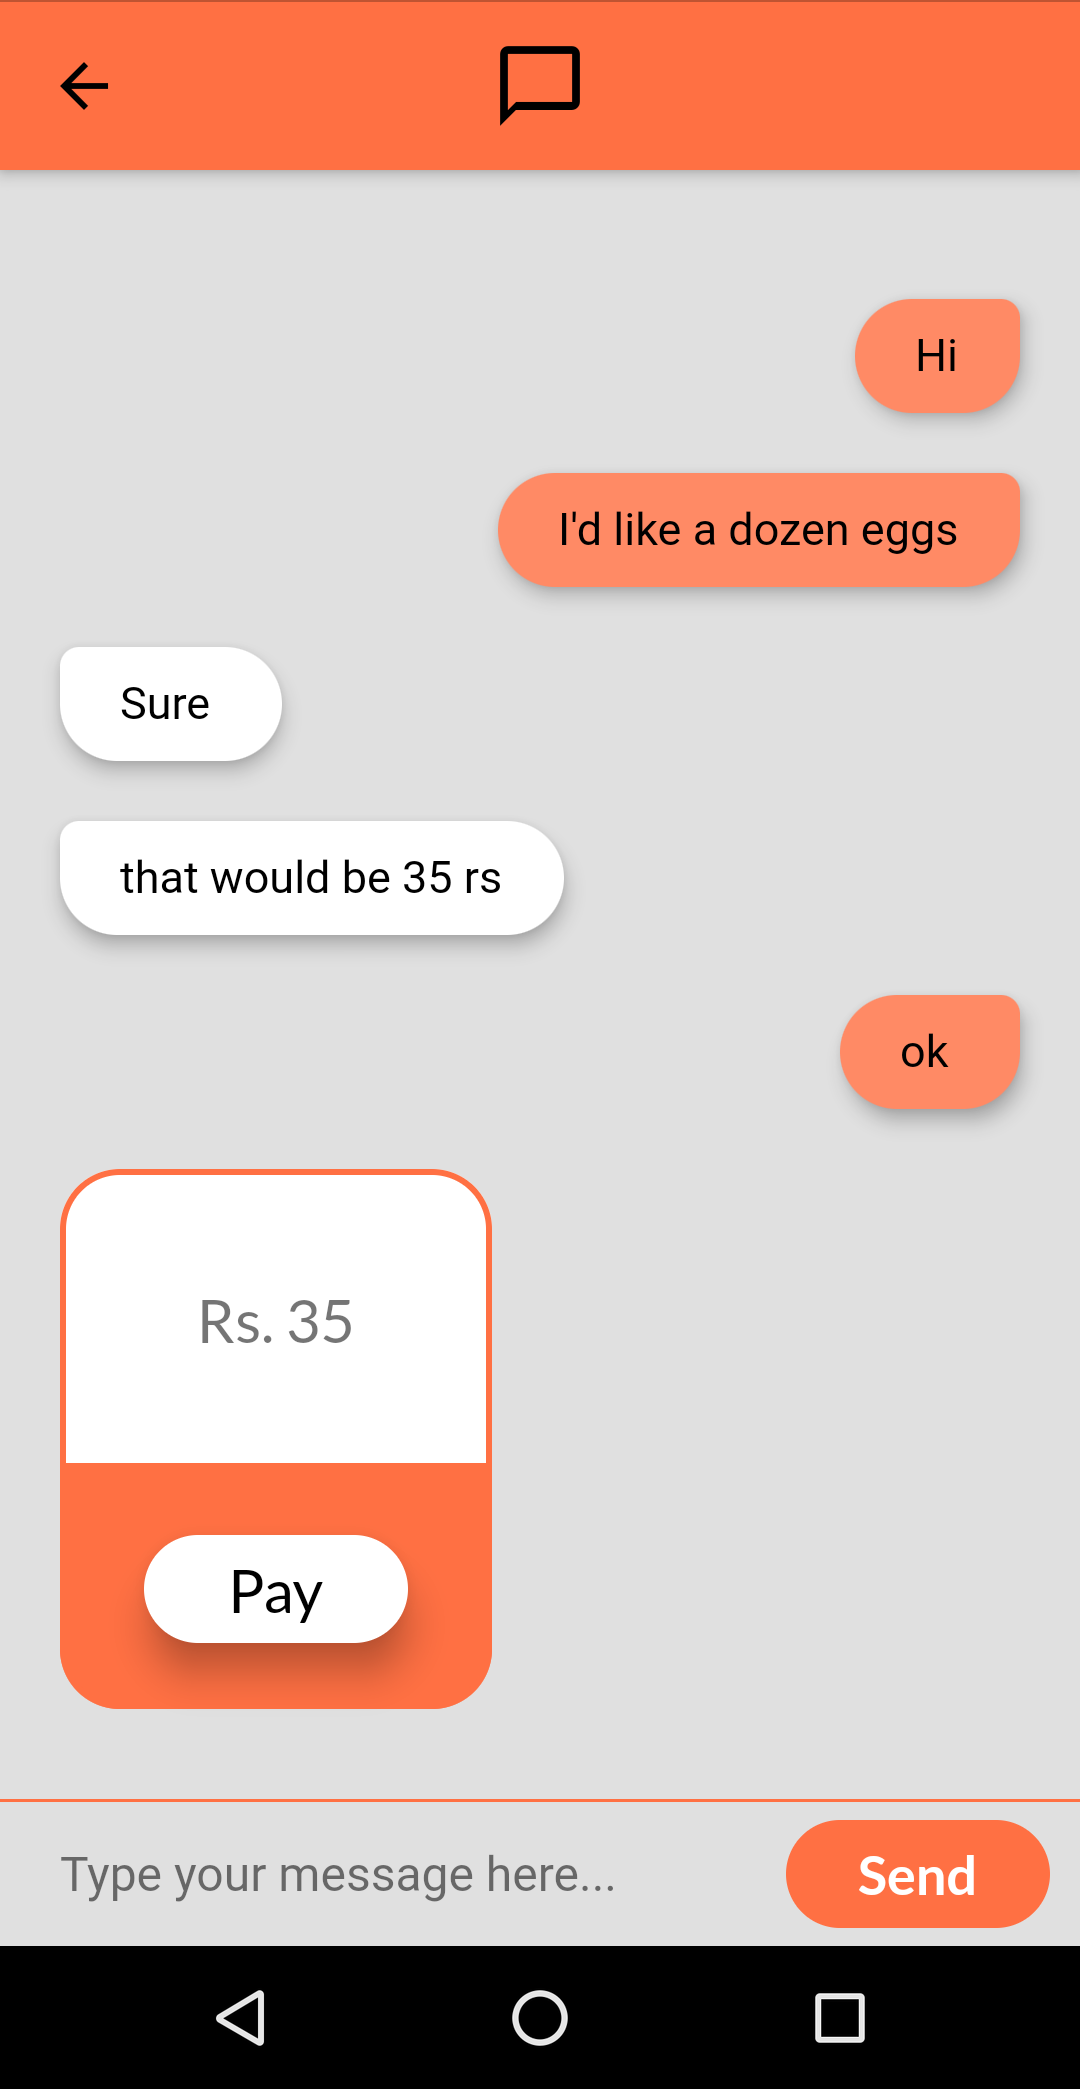 Hi
I'd like a dozen eggs
Sure
that would be 35 rs
ok
Rs. 35
Pay
Type your message here...
Send